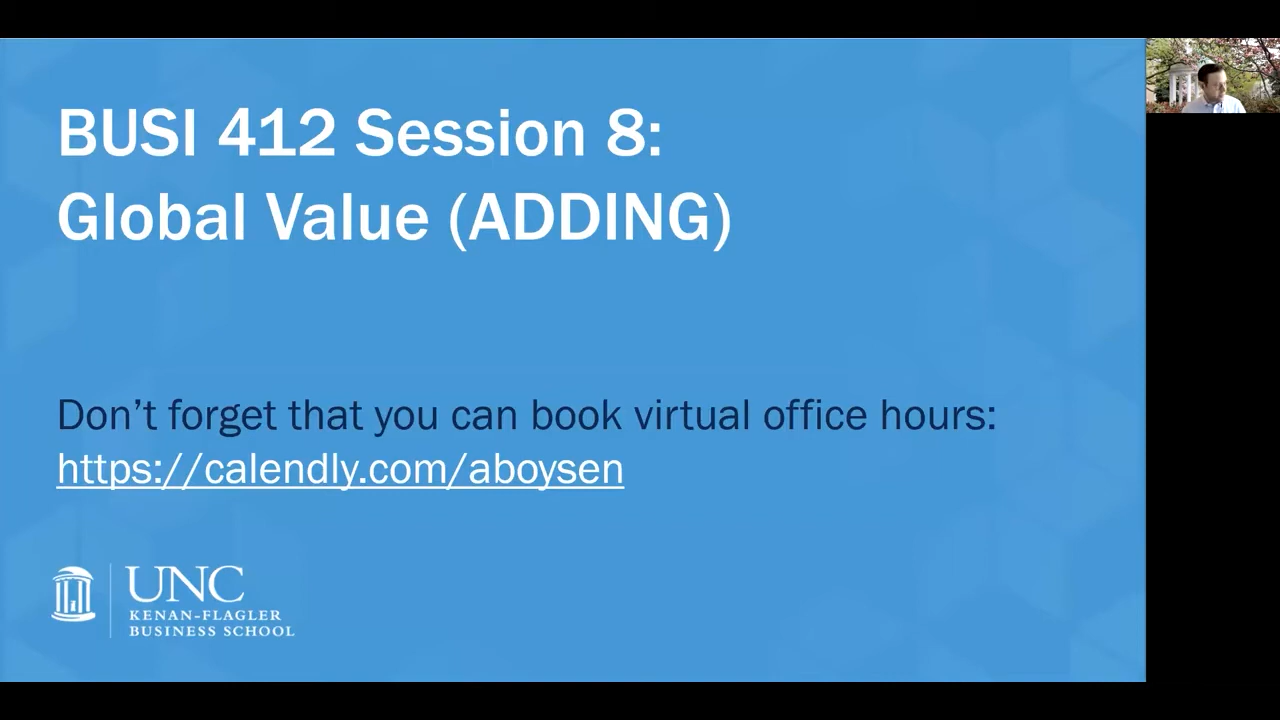 BUSI 412 Session 8:
Global Value (ADDING)
Don’t forget that you can book virtual office hours:
https://calendly.com/aboysen
UNC
KENAN-FLAGLER
BUSINESS SCHOOL